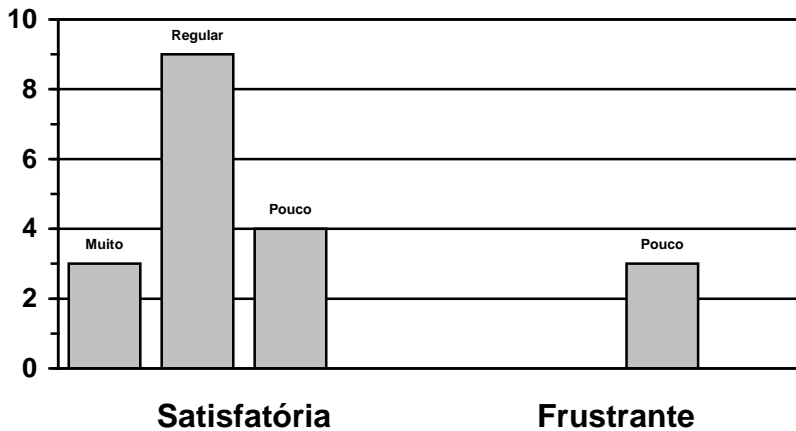 10
Regular
8
6
Pouco
4
Muito
Pouco
2
0
Satisfatória
Frustrante